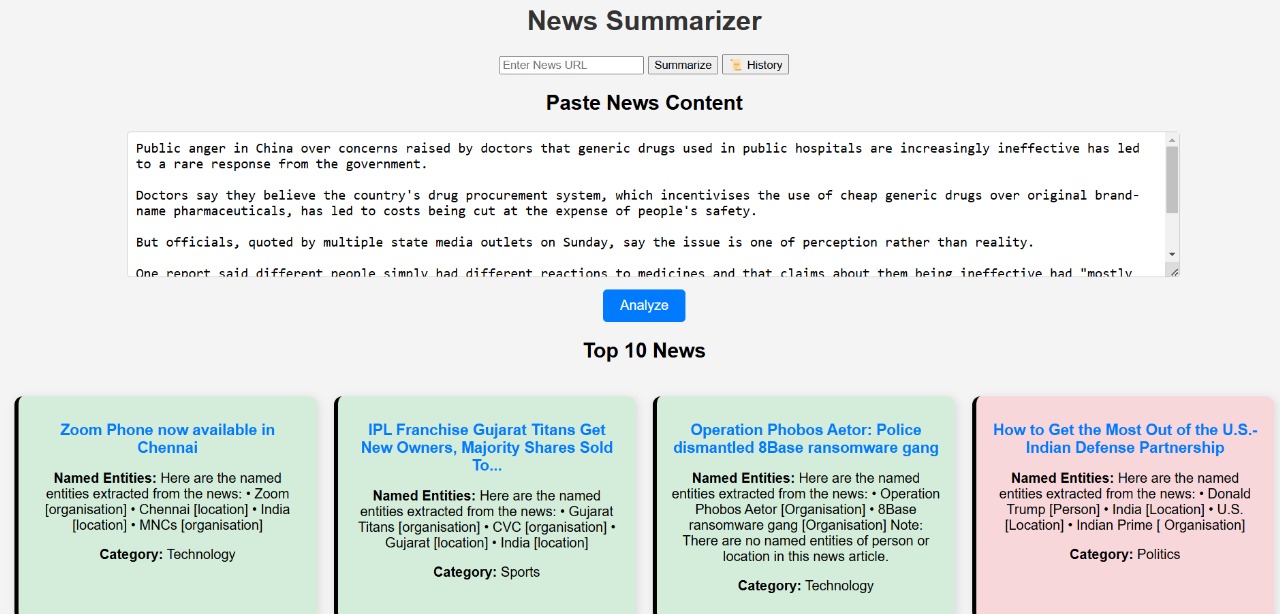 News Summarizer
Enter News URL Summarize 📜 History
Paste News Content
Public anger in China over concerns raised by doctors that generic drugs used in public hospitals are increasingly ineffective has led
to a rare response from the government.
Doctors say they believe the country's drug procurement system, which incentivises the use of cheap generic drugs over original brand-
name pharmaceuticals, has led to costs being cut at the expense of people's safety.
But officials, quoted by multiple state media outlets on Sunday, say the issue is one of perception rather than reality.
One report said different people simply had different reactions to medicines and that claims about them being ineffective had "mostly
Analyze
Top 10 News
Zoom Phone now available in
Chennai
Named Entities: Here are the named
entities extracted from the news: • Zoom
[organisation] • Chennai [location] • India
[location] • MNCs [organisation]
Category: Technology
IPL Franchise Gujarat Titans Get
New Owners, Majority Shares Sold
To...
Named Entities: Here are the named
entities extracted from the news: • Gujarat
Titans [organisation] • CVC [organisation] •
Gujarat [location] • India [location]
Category: Sports
Operation Phobos Aetor: Police
dismantled 8Base ransomware gang
Named Entities: Here are the named
entities extracted from the news: • Operation
Phobos Aetor [Organisation] • 8Base
ransomware gang [Organisation] Note:
There are no named entities of person or
location in this news article.
Category: Technology
How to Get the Most Out of the U.S.-
Indian Defense Partnership
Named Entities: Here are the named
entities extracted from the news: • Donald
Trump [Person] • India [Location] • U.S.
[Location] • Indian Prime [ Organisation]
Category: Politics